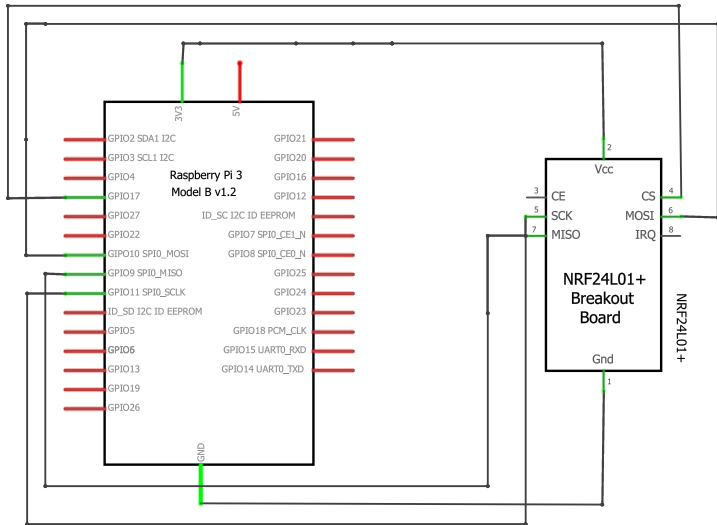 3V3
5V
GPIO2 SDA1 I2C
GPIO3 SCL1 I2C
GPIO4
GPIO17
GPIO27
GPIO22
GPIO10 SPI0_MOSI
GPIO9 SPI0_MISO
GPIO11 SPI0_SCLK
ID_SD I2C ID EEPROM
GPIO5
GPIO6
GPIO13
GPIO19
GPIO26
Raspberry Pi 3
Model B v1.2
GPIO21
GPIO20
GPIO16
GPIO12
ID_SC I2C ID EEPROM
GPIO7 SPI0_CE1_N
GPIO8 SPI0_CE0_N
GPIO25
GPIO24
GPIO23
GPIO18 PCM_CLK
GPIO15 UART0_RXD
GPIO14 UART0_TXD
GND
2
Vcc
3
CE
5
SCK
7
MISO
CS
4
MOSI
6
IRQ
8
NRF24L01+
Breakout
Board
Gnd
1
NRF24L01+